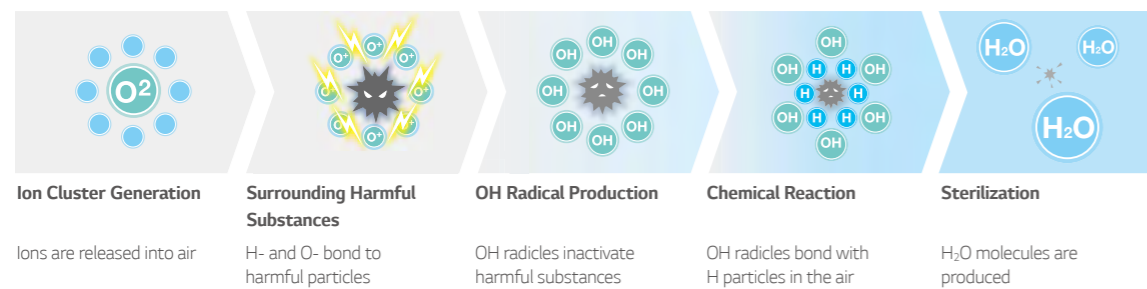 O²
O⁺
O⁺
O⁺
O⁺
O⁺
O⁺
O⁺
O⁺
OH
OH
OH
OH
OH
OH
OH
OH
OH
OH
H
H
OH
H
H
OH
H
H
OH
OH
H₂O
H₂O
H₂O
Ion Cluster Generation
Ions are released into air
Surrounding Harmful
Substances
H- and O- bond to
harmful particles
OH Radical Production
OH radicles inactivate
harmful substances
Chemical Reaction
OH radicles bond with
H particles in the air
Sterilization
H₂O molecules are
produced